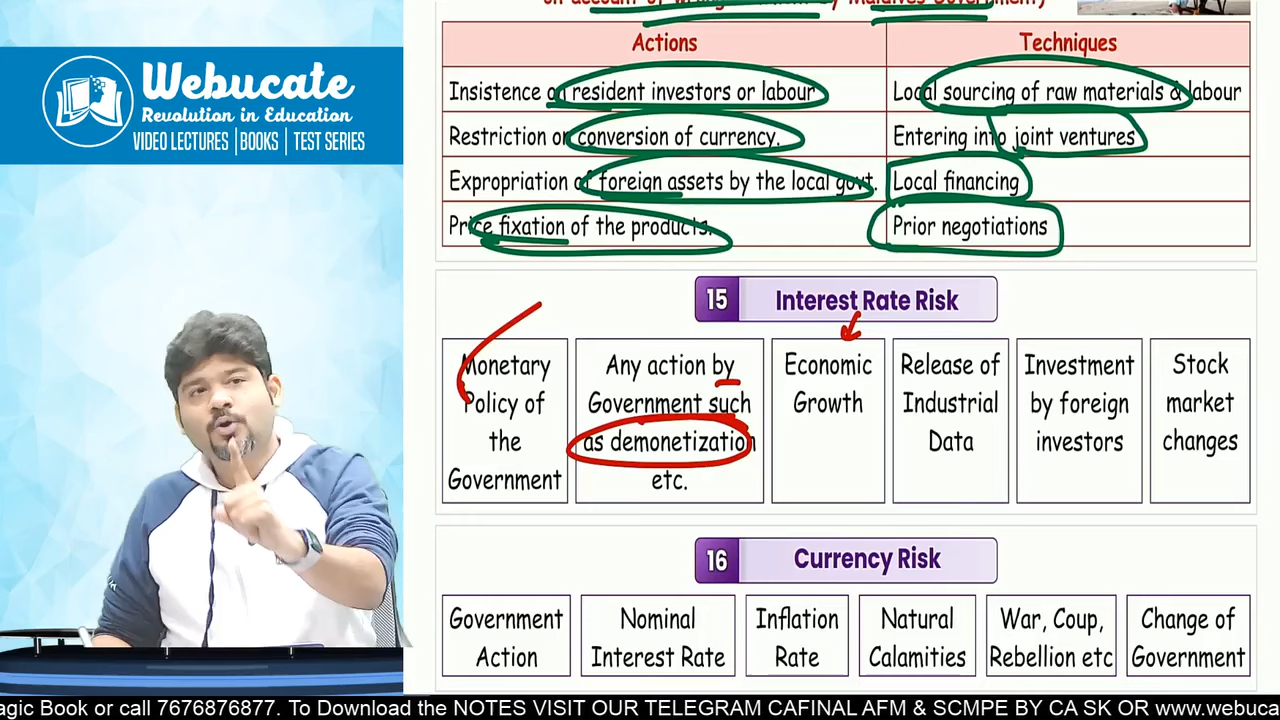 Webucate
Revolution in Education
VIDEO LECTURES | BOOKS | TEST SERIES
by Maldives Government)
Actions
Techniques
Insistence on resident investors or labour
Local sourcing of raw materials & labour
Restriction on conversion of currency.
Entering into joint ventures
Expropriation of foreign assets by the local govt.
Local financing
Price fixation of the products.
Prior negotiations
15 Interest Rate Risk
Monetary
Policy of
the
Government
Any action by
Government such
as demonetization
etc.
Economic
Growth
Release of
Industrial
Data
Investment
by foreign
investors
Stock
market
changes
16 Currency Risk
Government
Action
Nominal
Interest Rate
Inflation
Rate
Natural
Calamities
War, Coup,
Rebellion etc
Change of
Government
agic Book or call 7676876877. To Download the NOTES VISIT OUR TELEGRAM CAFINAL AFM & SCMPE BY CA SK OR www.webuca